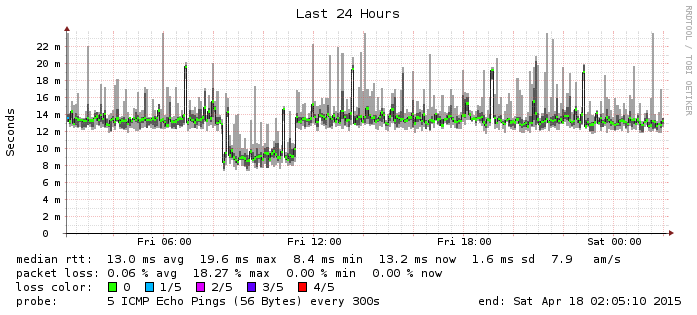 Last 24 Hours
RRDTOOL / TOBI OETIKER
Seconds
22 m
20 m
18 m
16 m
14 m
12 m
10 m
8 m
6 m
4 m
2 m
0
Fri 06:00 Fri 12:00 Fri 18:00 Sat 00:00
median rtt: 13.0 ms avg 19.6 ms max 8.4 ms min 13.2 ms now 1.6 ms sd 7.9 am/s
packet loss: 0.06 % avg 18.27 % max 0.00 % min 0.00 % now
loss color: 0 1/5 2/5 3/5 4/5
probe: 5 ICMP Echo Pings (56 Bytes) every 300s end: Sat Apr 18 02:05:10 2015